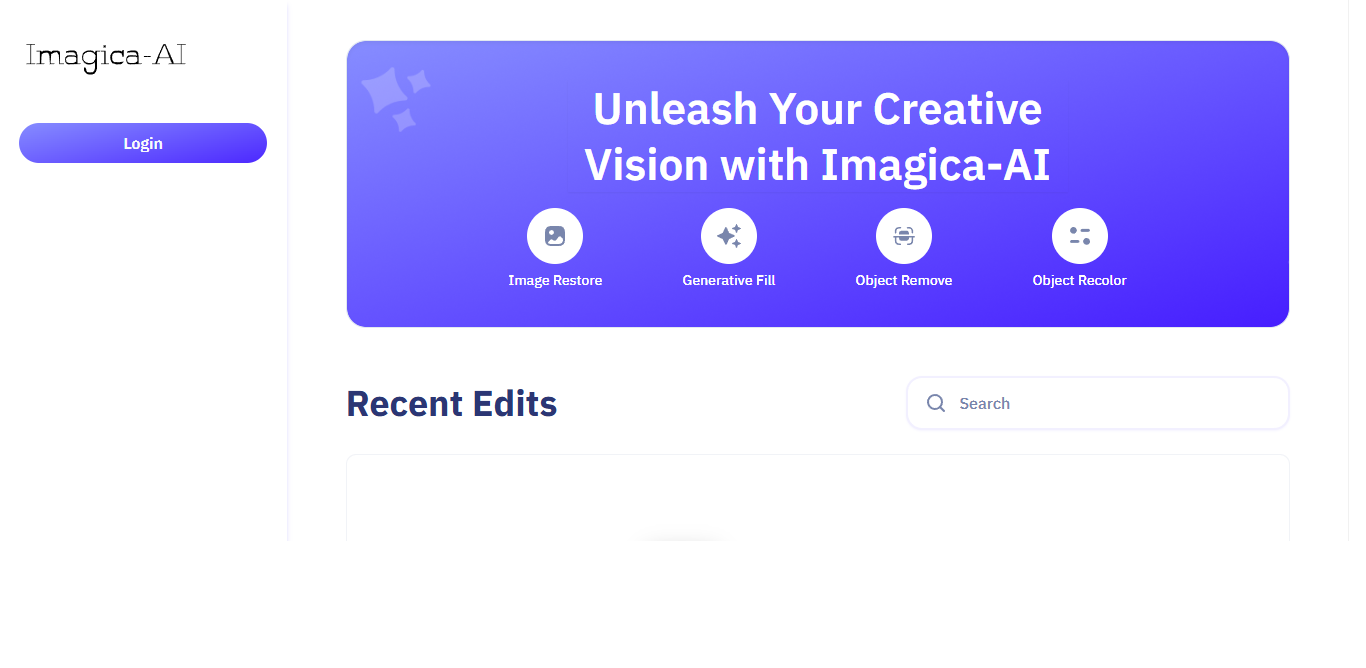 Imagica-AI
Login
Unleash Your Creative
Vision with Imagica-AI
Image Restore
Generative Fill
Object Remove
Object Recolor
Recent Edits
Search